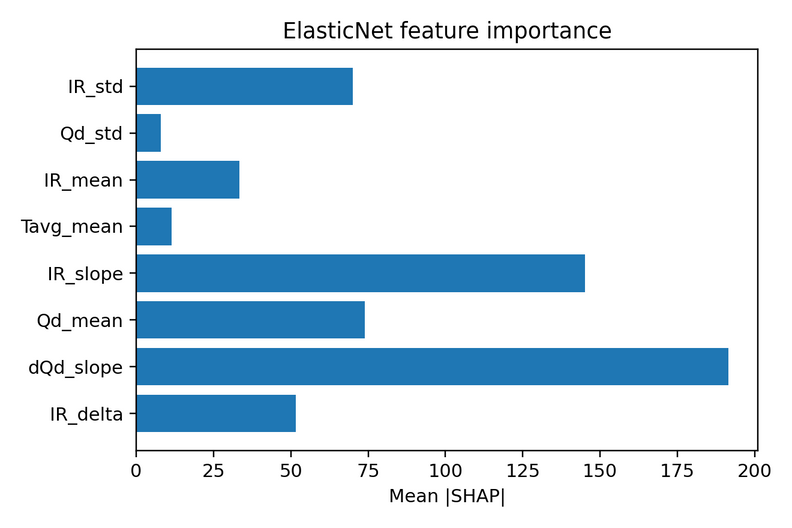 ElasticNet feature importance
IR_std
Qd_std
IR_mean
Tavg_mean
IR_slope
Qd_mean
dQd_slope
IR_delta
0 25 50 75 100 125 150 175 200
Mean |SHAP|